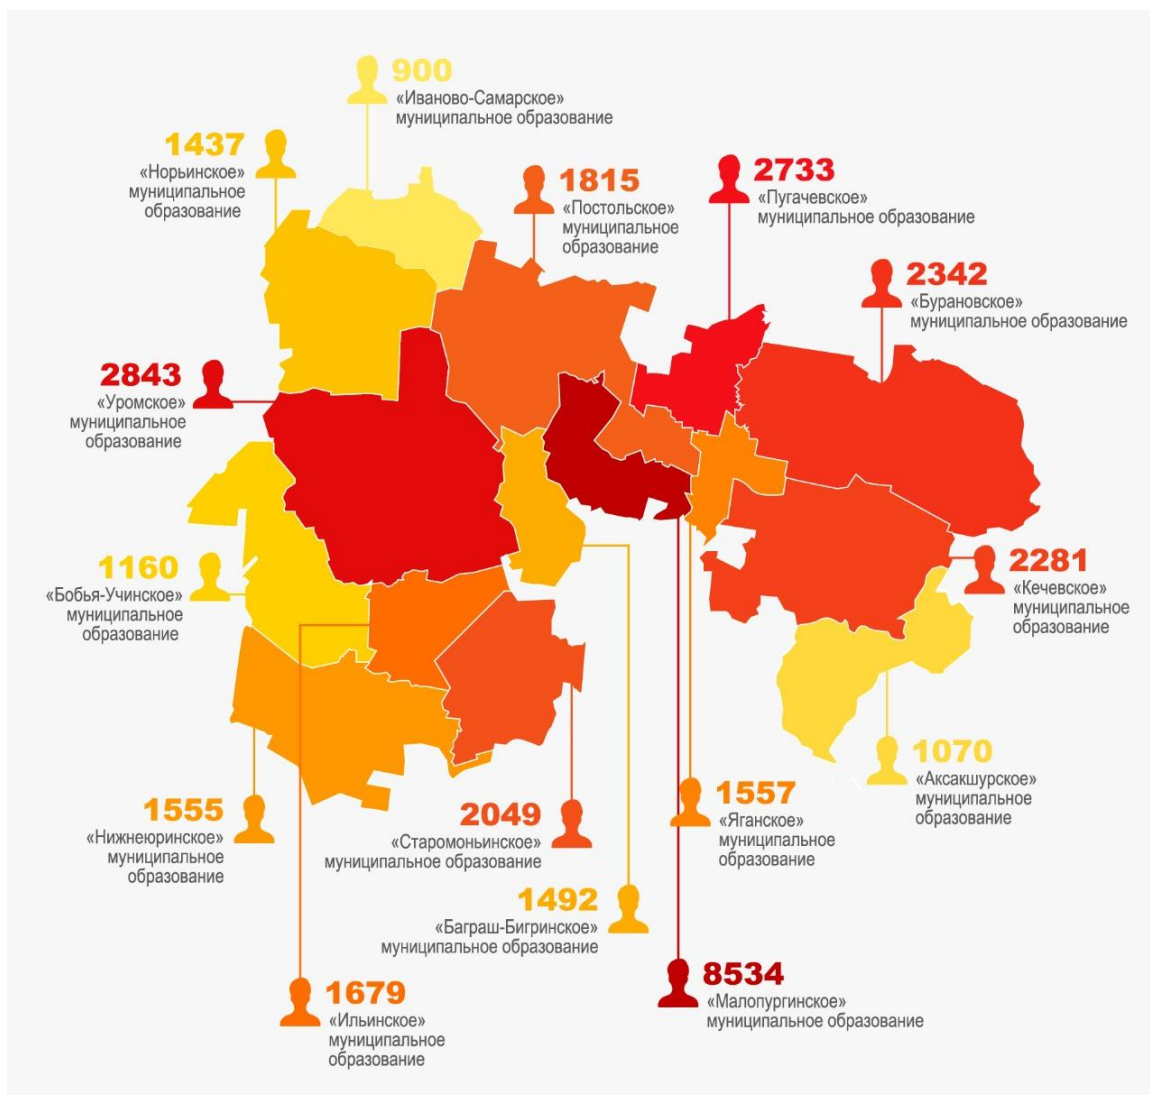 900
«Иваново-Самарское»
муниципальное образование
1437
«Норьинское»
муниципальное
образование
1815
«Постольское»
муниципальное
образование
2733
«Пугачевское»
муниципальное образование
2342
«Бурановское»
муниципальное образование
2843
«Уромское»
муниципальное
образование
1160
«Бобья-Учинское»
муниципальное
образование
2281
«Кечевское»
муниципальное
образование
1070
«Аксакшурское»
муниципальное
образование
1555
«Нижнеюринское»
муниципальное
образование
2049
«Старомоньинское»
муниципальное образование
1557
«Яганское»
муниципальное
образование
1492
«Баграш-Бигринское»
муниципальное образование
8534
«Малопургинское»
муниципальное образование
1679
«Ильинское»
муниципальное
образование